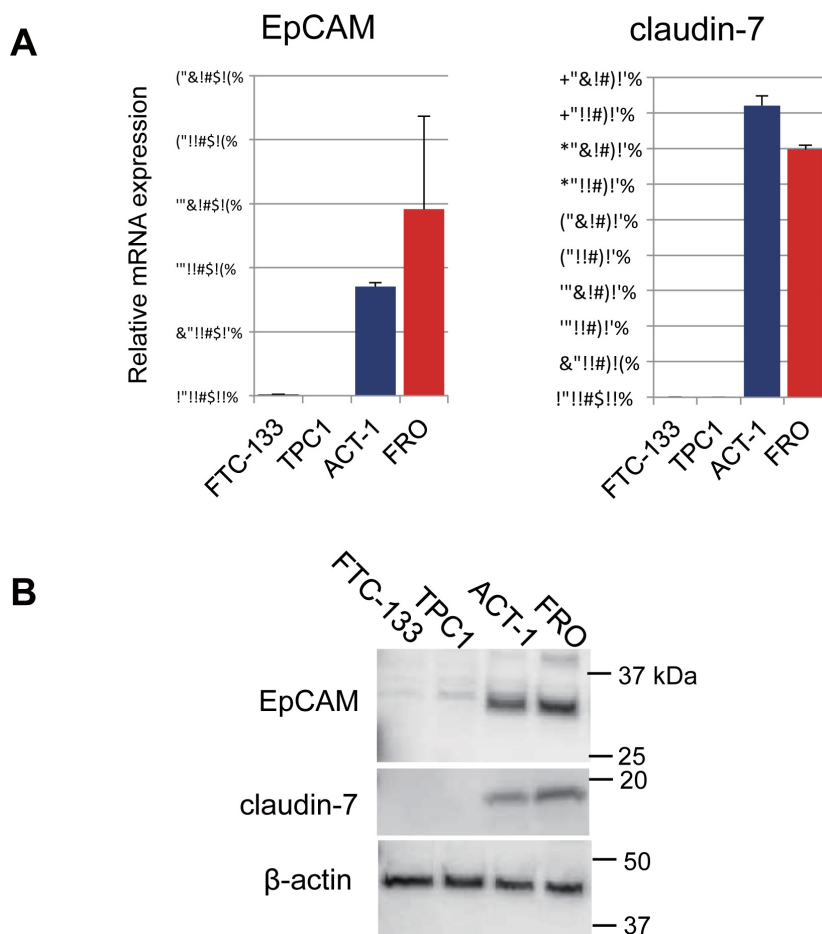 A
EpCAM
claudin-7
Relative mRNA expression
("&!#$!(%
("!!#$!(%
'"&!#$!(%
'"!!#$!(%
&"!!#$!'%
!"!!#$!!%
FTC-133
TPC1
ACT-1
FRO
+"&!#)!'%
+"!!#)!'%
*"&!#)!'%
*"!!#)!'%
("&!#)!'%
("!!#)!'%
'"&!#)!'%
'"!!#)!'%
&"!!#)!(%
!"!!#$!!%
FTC-133
TPC1
ACT-1
FRO
B
FTC-133
TPC1
ACT-1
FRO
EpCAM
37 kDa
25
claudin-7
20
β-actin
50
37